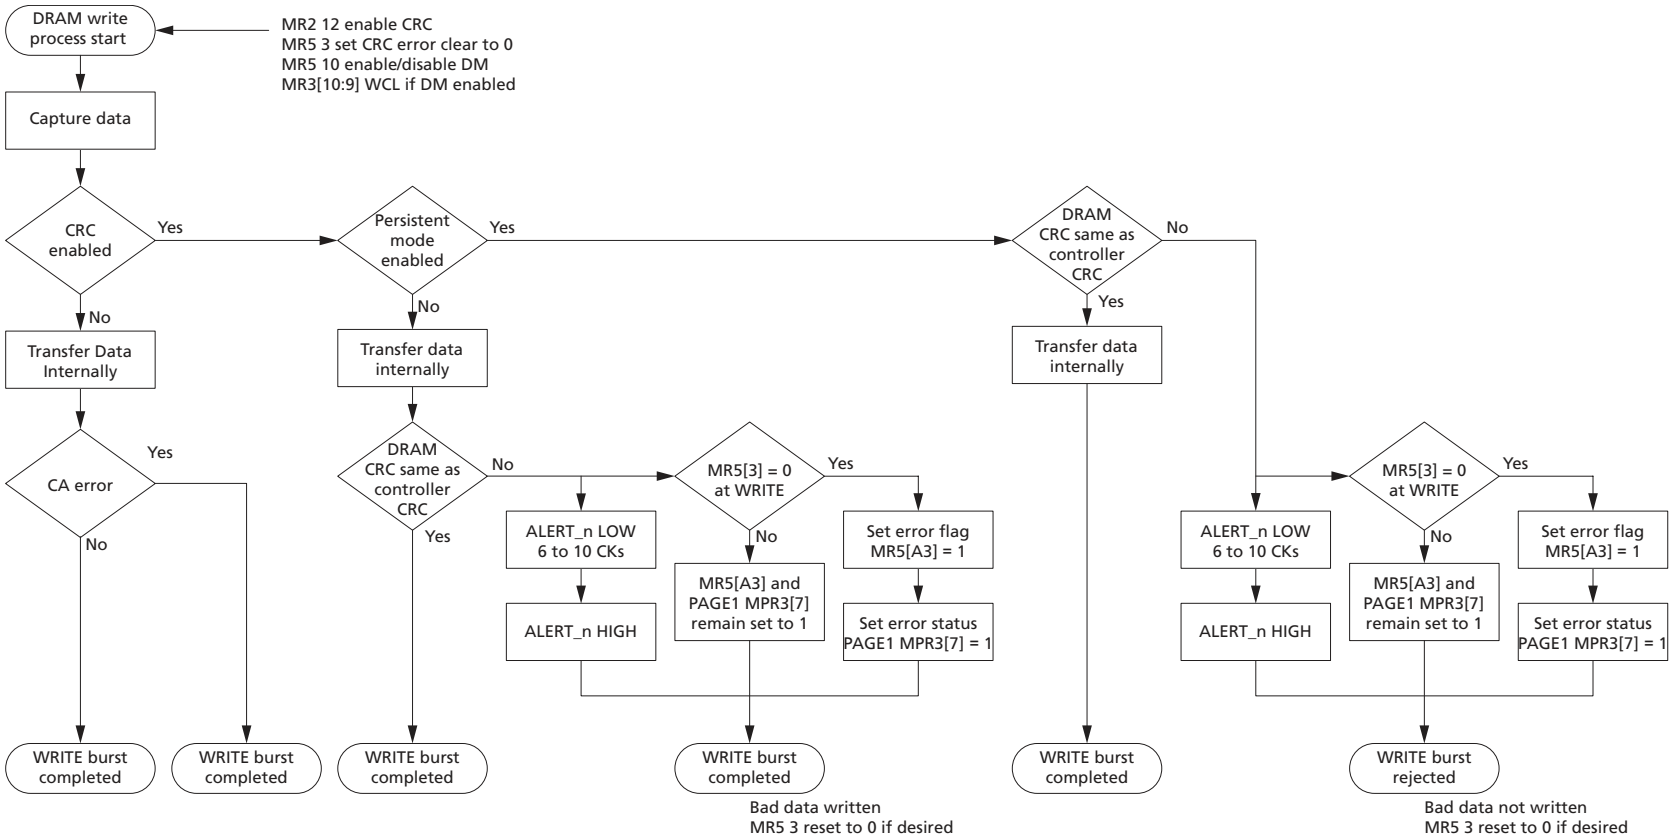 DRAM write
process start
MR2 12 enable CRC
MR5 3 set CRC error clear to 0
MR5 10 enable/disable DM
MR3[10:9] WCL if DM enabled
Capture data
CRC
enabled
Yes
Persistent
mode
enabled
Yes
DRAM
CRC same as
controller
CRC
No
No
No
Yes
Transfer Data
Internally
Transfer data
internally
Transfer data
internally
CA error
Yes
No
DRAM
CRC same as
controller
CRC
No
Yes
MR5[3] = 0
at WRITE
Yes
No
ALERT_n LOW
6 to 10 CKs
Set error flag
MR5[A3] = 1
ALERT_n HIGH
MR5[A3] and
PAGE1 MPR3[7]
remain set to 1
Set error status
PAGE1 MPR3[7] = 1
MR5[3] = 0
at WRITE
Yes
No
ALERT_n LOW
6 to 10 CKs
Set error flag
MR5[A3] = 1
ALERT_n HIGH
MR5[A3] and
PAGE1 MPR3[7]
remain set to 1
Set error status
PAGE1 MPR3[7] = 1
WRITE burst
completed
WRITE burst
completed
WRITE burst
completed
WRITE burst
completed
WRITE burst
completed
WRITE burst
rejected
Bad data written
MR5 3 reset to 0 if desired
Bad data not written
MR5 3 reset to 0 if desired